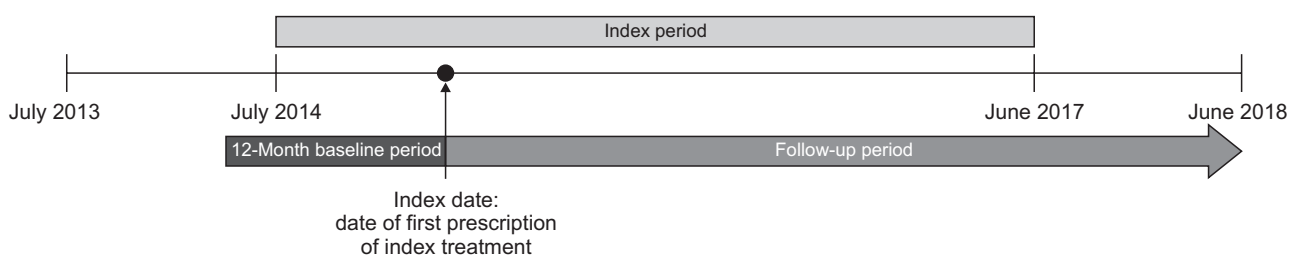 Index period
July 2013
July 2014
June 2017
June 2018
12-Month baseline period
Follow-up period
Index date:
date of first prescription
of index treatment